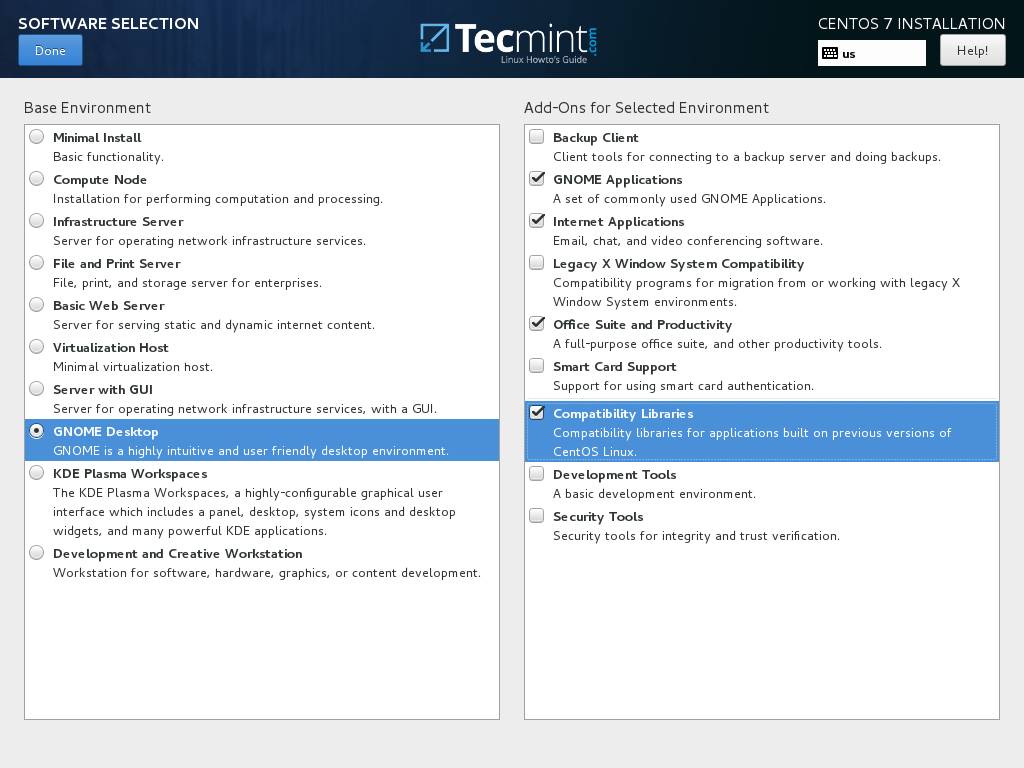 SOFTWARE SELECTION
Done
Tecmint.com
Linux Howto's Guide
CENTOS 7 INSTALLATION
us
Help!
Base Environment
Minimal Install
Basic functionality.
Compute Node
Installation for performing computation and processing.
Infrastructure Server
Server for operating network infrastructure services.
File and Print Server
File, print, and storage server for enterprises.
Basic Web Server
Server for serving static and dynamic internet content.
Virtualization Host
Minimal virtualization host.
Server with GUI
Server for operating network infrastructure services, with a GUI.
GNOME Desktop
GNOME is a highly intuitive and user friendly desktop environment.
KDE Plasma Workspaces
The KDE Plasma Workspaces, a highly-configurable graphical user
interface which includes a panel, desktop, system icons and desktop
widgets, and many powerful KDE applications.
Development and Creative Workstation
Workstation for software, hardware, graphics, or content development.
Add-Ons for Selected Environment
Backup Client
Client tools for connecting to a backup server and doing backups.
GNOME Applications
A set of commonly used GNOME Applications.
Internet Applications
Email, chat, and video conferencing software.
Legacy X Window System Compatibility
Compatibility programs for migration from or working with legacy X
Window System environments.
Office Suite and Productivity
A full-purpose office suite, and other productivity tools.
Smart Card Support
Support for using smart card authentication.
Compatibility Libraries
Compatibility libraries for applications built on previous versions of
CentOS Linux.
Development Tools
A basic development environment.
Security Tools
Security tools for integrity and trust verification.